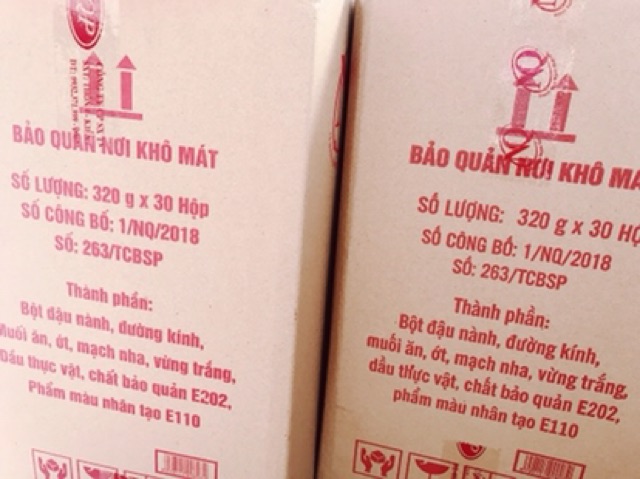 BẢO QUẢN NƠI KHÔ MÁT
SỐ LƯỢNG: 320 g x 30 Hộp
SỐ CÔNG BỐ: 1/NQ/2018
SỐ: 263/TCBSP
Thành phần:
Bột đậu nành, đường kính,
Muối ăn, ớt, mạch nha, vừng trắng,
Dầu thực vật, chất bảo quản E202,
Phẩm màu nhân tạo E110
BẢO QUẢN NƠI KHÔ MÁ
SỐ LƯỢNG: 320 g x 30 HỘ
SỐ CÔNG BỐ: 1/NQ/2018
SỐ: 263/TCBSP
Thành phần:
Bột đậu nành, đường kính,
muối ăn, ớt, mạch nha, vừng trắng,
dầu thực vật, chất bảo quản E202,
phẩm màu nhân tạo E110